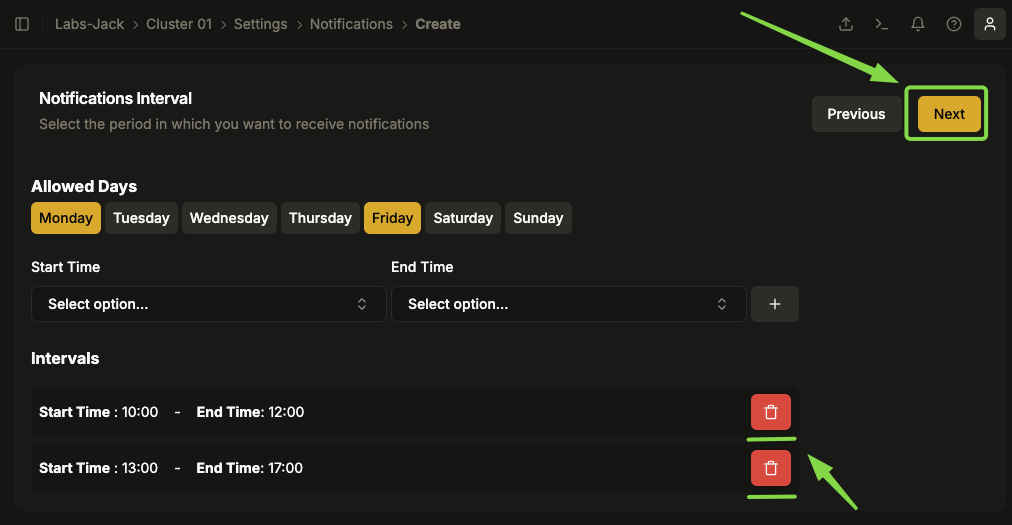 Labs-Jack > Cluster 01 > Settings > Notifications > Create
Notifications Interval
Select the period in which you want to receive notifications
Previous
Next
Allowed Days
Monday Tuesday Wednesday Thursday Friday Saturday Sunday
Start Time
End Time
Select option...
Select option...
+
Intervals
Start Time : 10:00 - End Time: 12:00
Start Time : 13:00 - End Time: 17:00